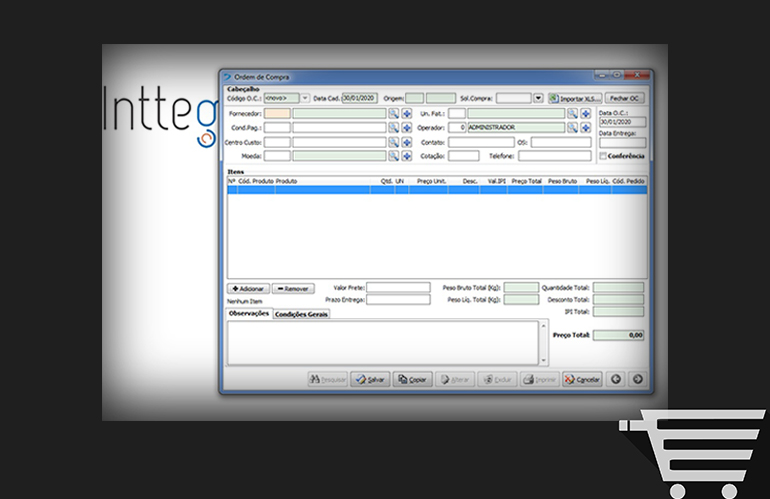 Intteg
Ordem de Compra
Cabeçalho
Código O.C.: <novo> Data Cad.: 30/01/2020 Origem: Sol.Compra: Importar XLS... Fechar OC
Fornecedor: Un. Fat.: Data O.C.:
30/01/2020
Cond.Pag.: Operador: 0 ADMINISTRADOR
Data Entrega:
Centro Custo: Contato: OS:
Moeda: Cotação: Telefone: Conferência
Itens
Nº Cód. Produto Produto Qtd. UN Preço Unit. Desc. Val.IPI Preço Total Peso Bruto Peso Liq. Cód. Pedido
Adicionar Remover Valor Frete: Peso Bruto Total (Kg): Quantidade Total:
Nenhum Item Prazo Entrega: Peso Liq. Total (Kg): Desconto Total:
IPI Total:
Observações Condições Gerais
Preço Total: 0,00
Pesquisar Salvar Copiar Alterar Excluir Imprimir Cancelar